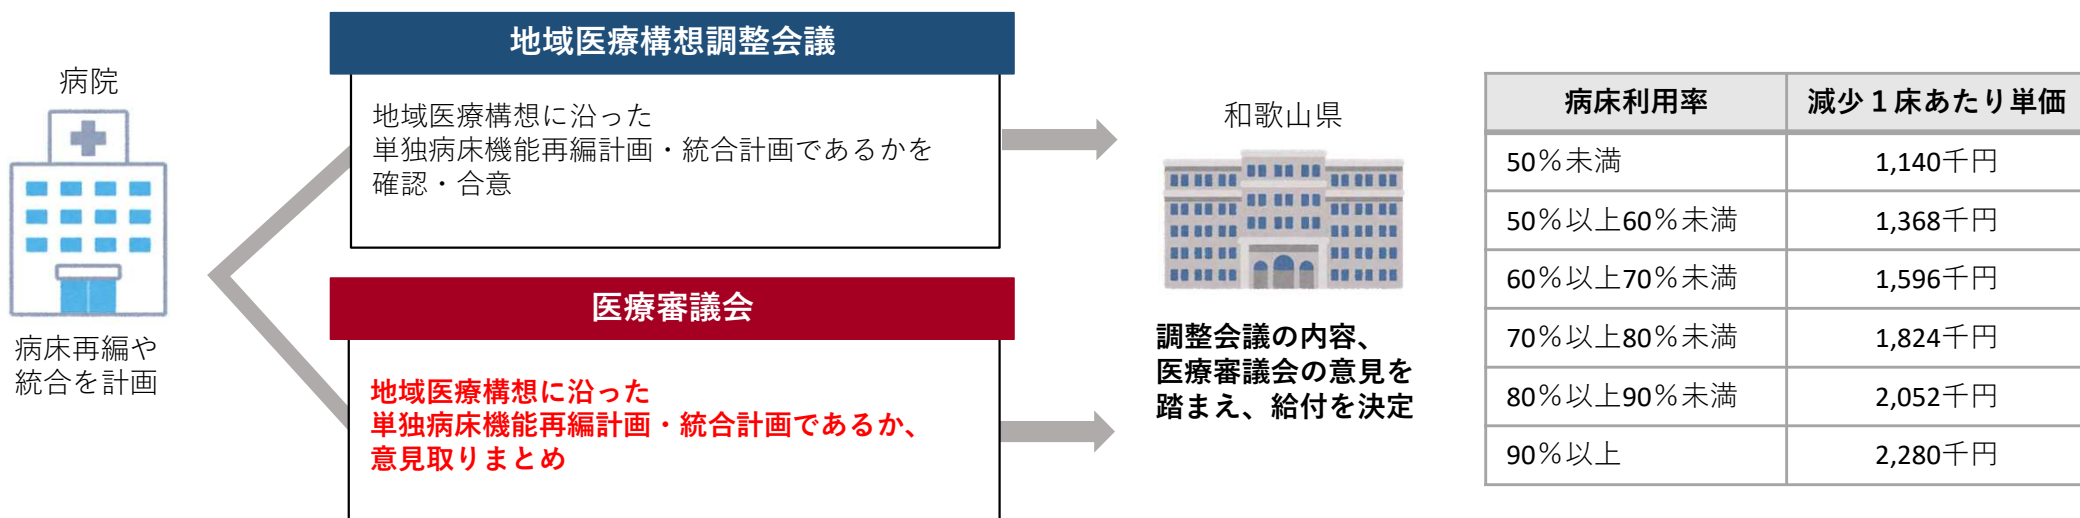 病院
病床再編や
統合を計画
地域医療構想調整会議
地域医療構想に沿った
単独病床機能再編計画・統合計画であるかを
確認・合意
医療審議会
地域医療構想に沿った
単独病床機能再編計画・統合計画であるか、
意見取りまとめ
和歌山県
調整会議の内容、
医療審議会の意見を
踏まえ、給付を決定
病床利用率 減少１床あたり単価
50％未満 1,140千円
50％以上60％未満 1,368千円
60％以上70％未満 1,596千円
70％以上80％未満 1,824千円
80％以上90％未満 2,052千円
90％以上 2,280千円